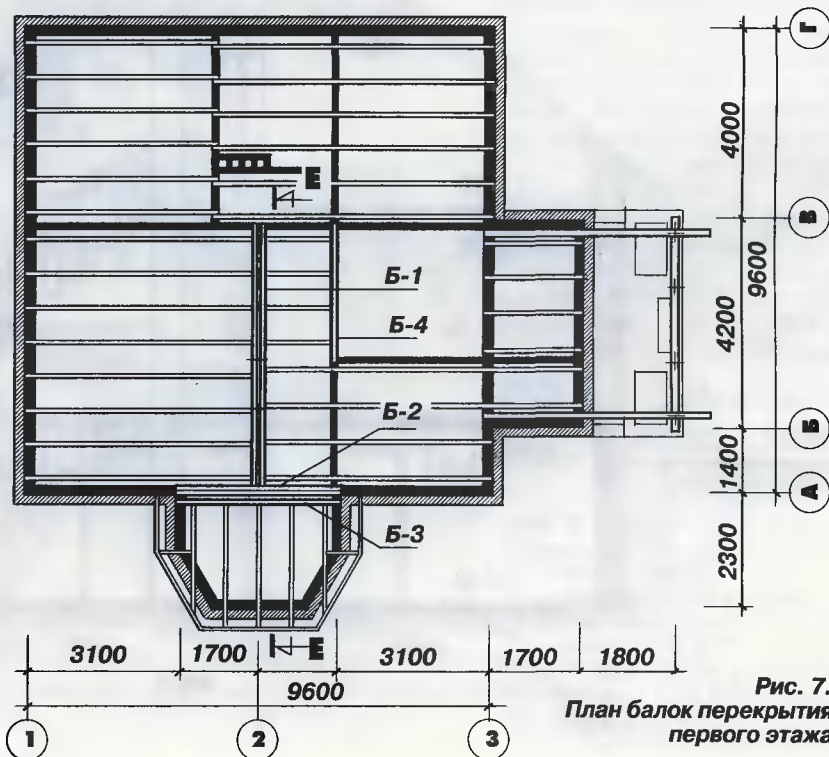 Г
4000
Е
В
9600
Б-1
4200
Б-4
Б-2
Б
1400
А
Б-3
2300
Е
3100
1700
3100
1700
1800
9600
1
2
3
Рис. 7.
План балок перекрытия
первого этажа